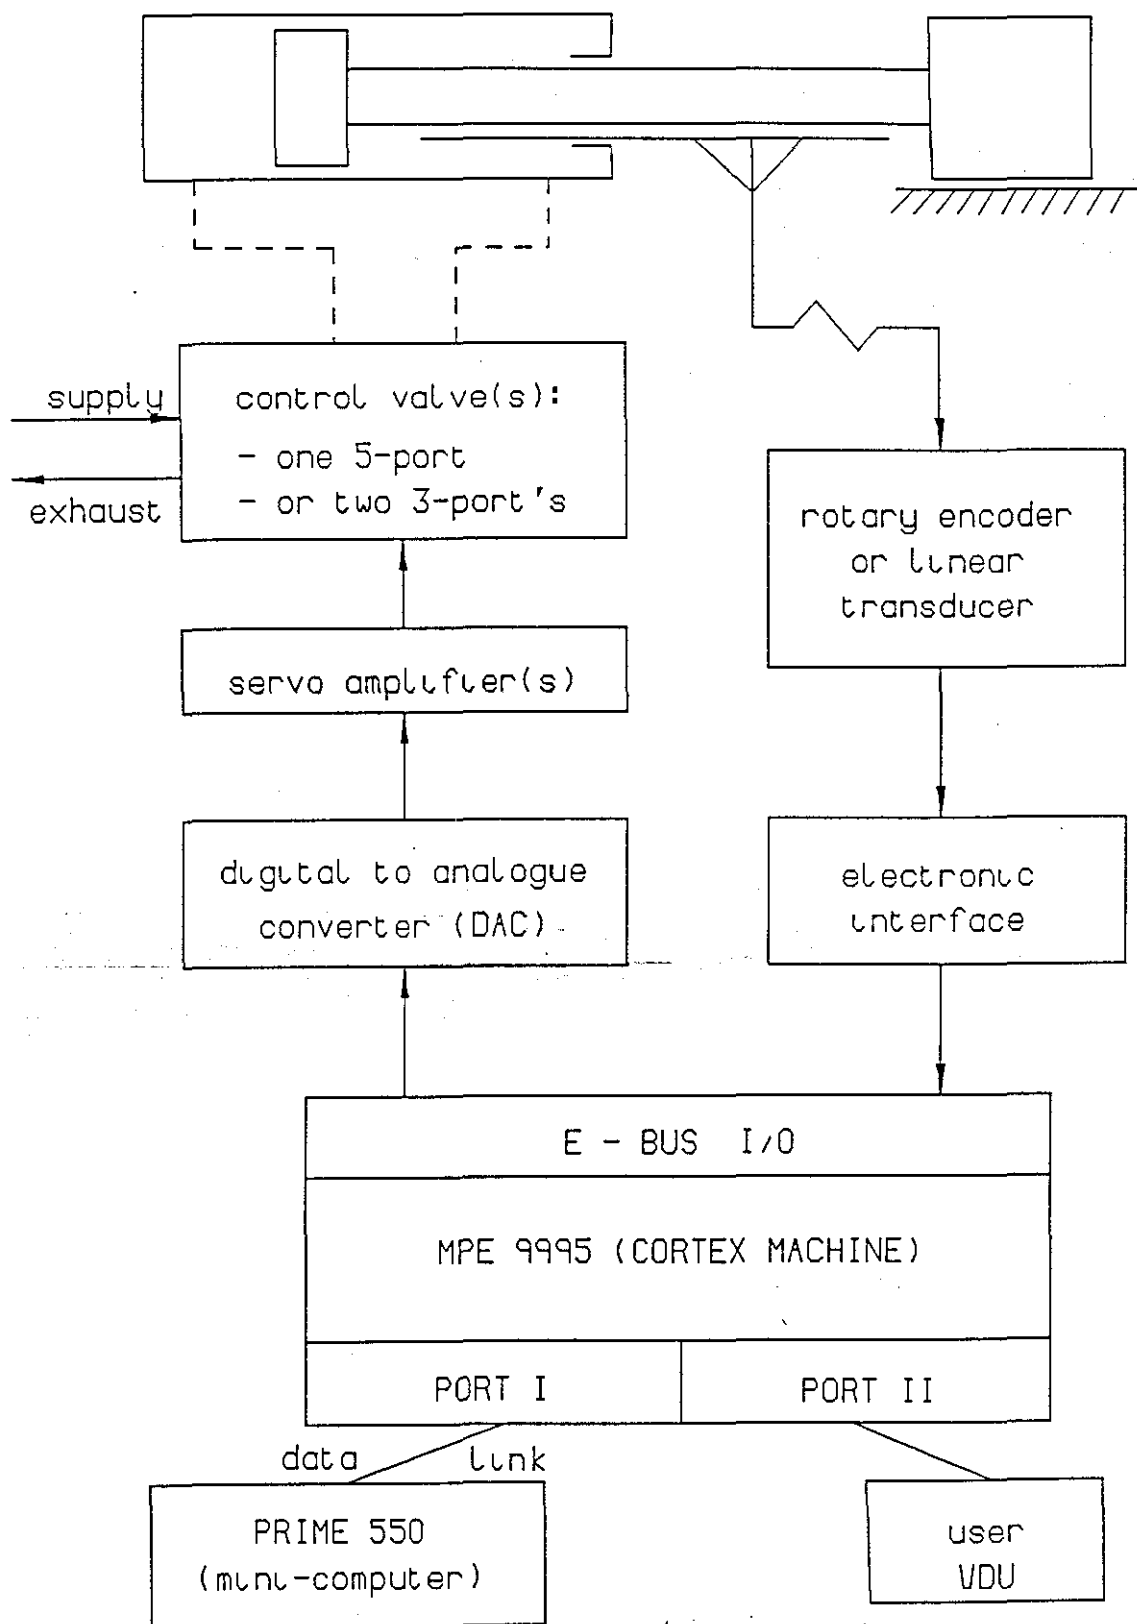 supply
exhaust
control valve(s):
- one 5-port
- or two 3-port's
rotary encoder
or linear
transducer
servo amplifier(s)
digital to analogue
converter (DAC)
electronic
interface
E - BUS I/O
MPE 9995 (CORTEX MACHINE)
PORT I
PORT II
data link
PRIME 550
(mini-computer)
user
VDU